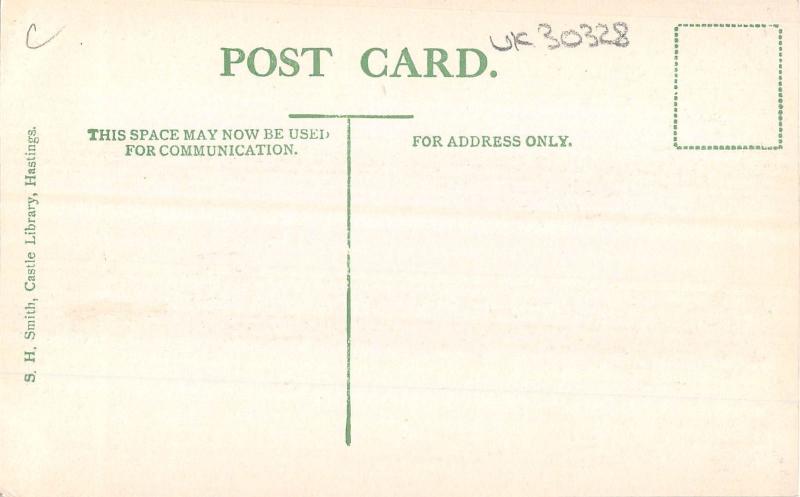 C
UK 30328
POST CARD.
THIS SPACE MAY NOW BE USED
FOR COMMUNICATION.
FOR ADDRESS ONLY.
S. H. Smith, Castle Library, Hastings.